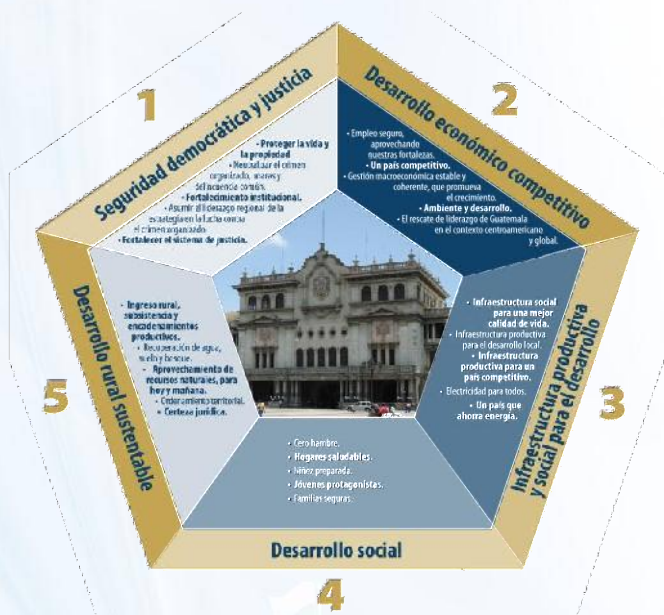 1
Seguridad democrática y justicia
• Proteger la vida y
la propiedad
• Neutralizar el crimen
organizado, maras y
delincuencia común.
• Fortalecimiento institucional.
• Asumir el liderazgo regional de la
estrategia en la lucha contra
el crimen organizado
• Fortalecer el sistema de justicia.
2
Desarrollo económico competitivo
• Empleo seguro,
aprovechando
nuestras fortalezas.
• Un país competitivo.
• Gestión macroeconómica estable y
coherente, que promueva
el crecimiento.
• Ambiente y desarrollo.
• El rescate de liderazgo de Guatemala
en el contexto centroamericano
y global.
3
Infraestructura productiva
y social para el desarrollo
• Infraestructura social
para una mejor
calidad de vida.
• Infraestructura productiva
para el desarrollo local.
• Infraestructura
productiva para un
país competitivo.
• Electricidad para todos.
• Un país que
ahorra energía.
4
Desarrollo social
• Cero hambre.
• Hogares saludables.
• Niñez preparada.
• Jóvenes protagonistas.
• Familias seguras.
5
Desarrollo rural sustentable
• Ingreso rural,
subsistencia y
encadenamientos
productivos.
• Recuperación de agua,
suelo y bosque.
• Aprovechamiento de
recursos naturales, para
hoy y mañana.
• Ordenamiento territorial.
• Certeza jurídica.